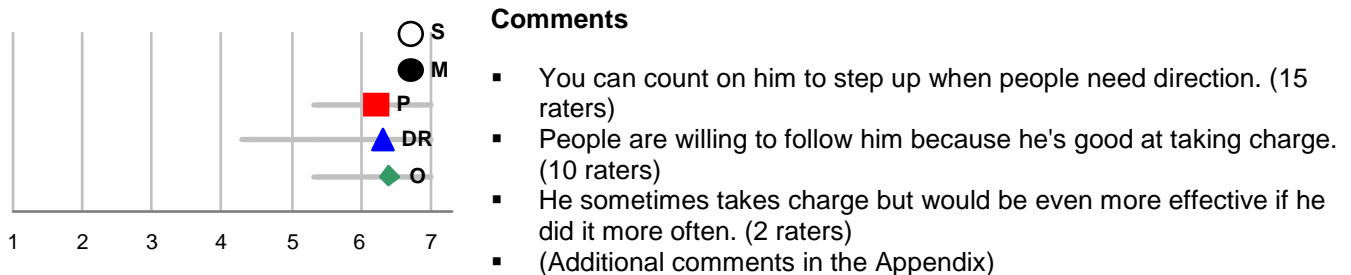 Comments
S
M
P
DR
O
1 2 3 4 5 6 7
▪ You can count on him to step up when people need direction. (15
raters)
▪ People are willing to follow him because he's good at taking charge.
(10 raters)
▪ He sometimes takes charge but would be even more effective if he
did it more often. (2 raters)
▪ (Additional comments in the Appendix)